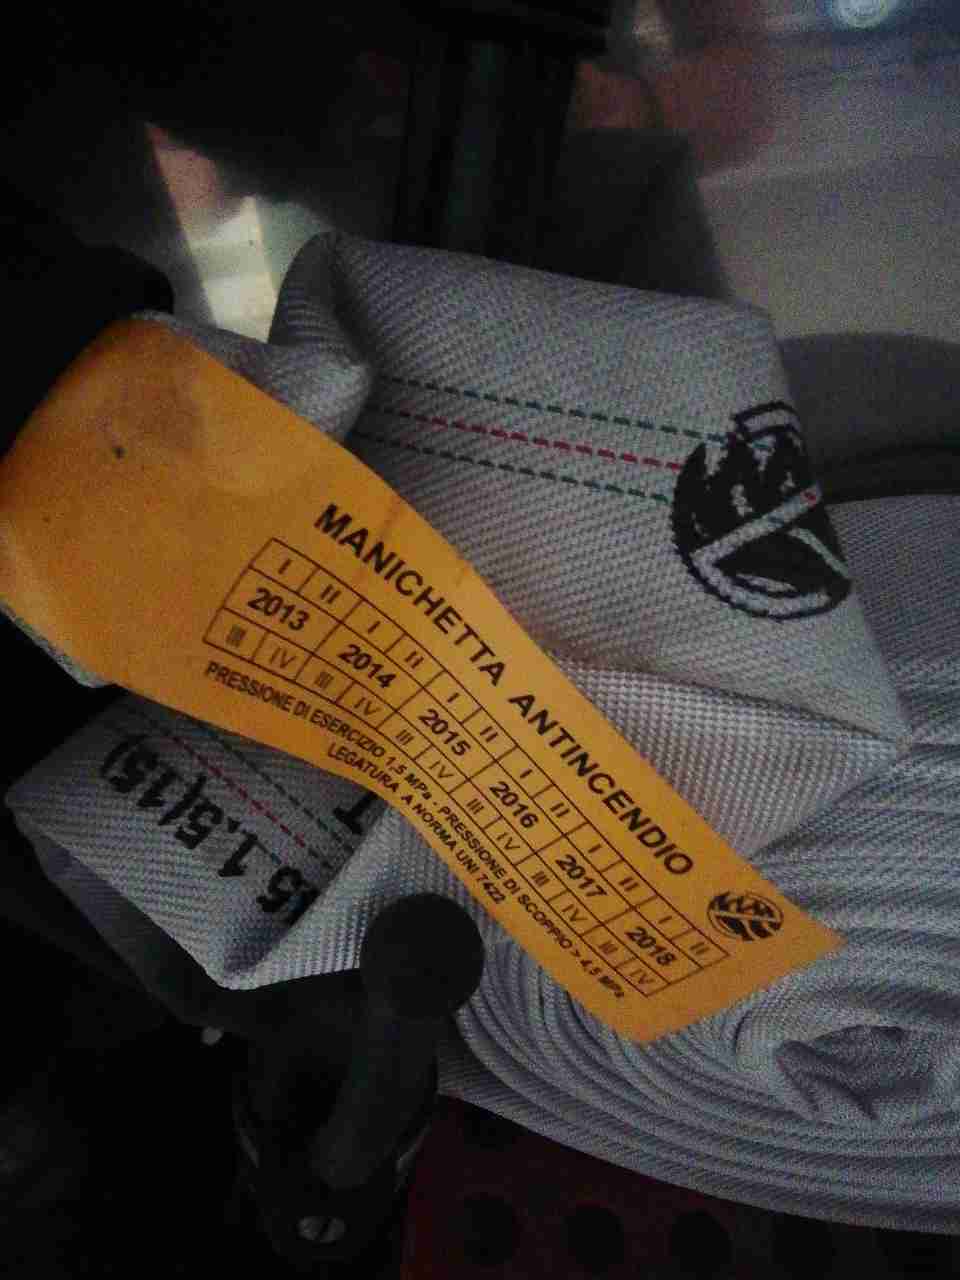 MANICHETTA ANTINCENDIO
I II I II I II I II I II I II
2013 2014 2015 2016 2017 2018
III IV III IV III IV III IV III IV III IV
PRESSIONE DI ESERCIZIO 1,5 MPa - PRESSIONE DI SCOPPIO > 4,5 MPa
LEGATURA A NORMA UNI 7422
1.5(15)